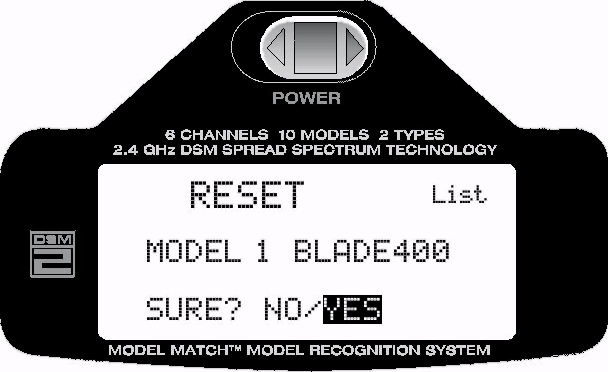 POWER
6 CHANNELS 10 MODELS 2 TYPES
2.4 GHz DSM SPREAD SPECTRUM TECHNOLOGY
RESET List
MODEL 1 BLADE400
SURE? NO/YES
DSM
2
MODEL MATCH™ MODEL RECOGNITION SYSTEM